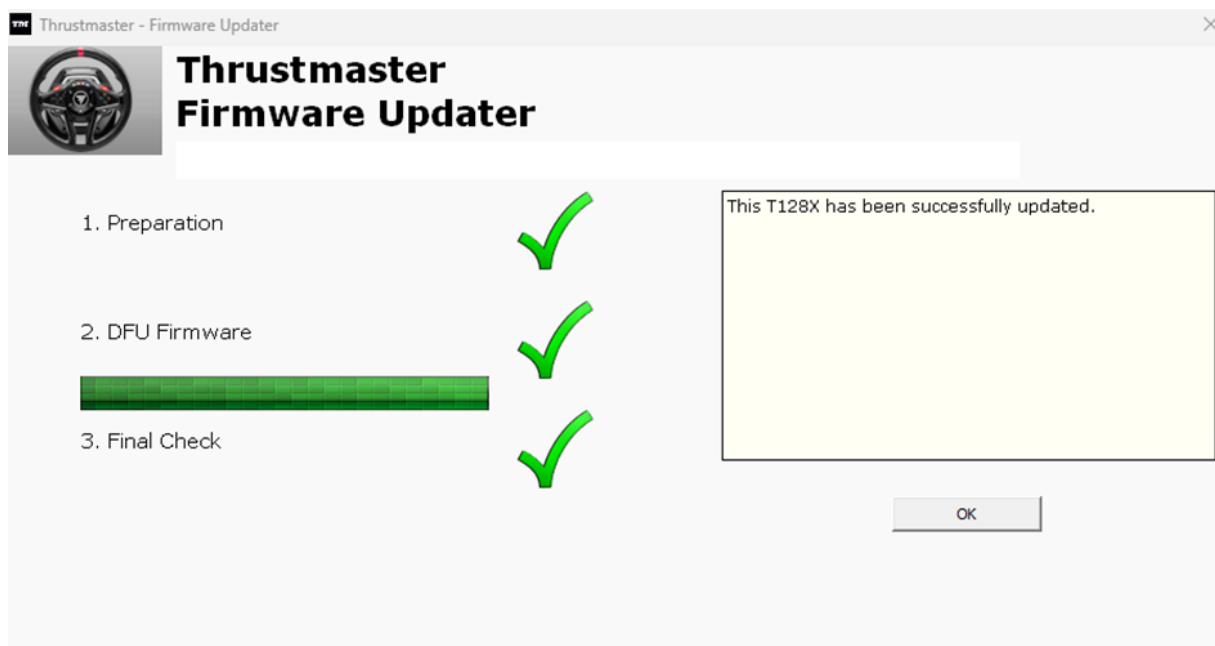 TM Thrustmaster - Firmware Updater
Thrustmaster
Firmware Updater
1. Preparation
This T128X has been successfully updated.
2. DFU Firmware
3. Final Check
OK